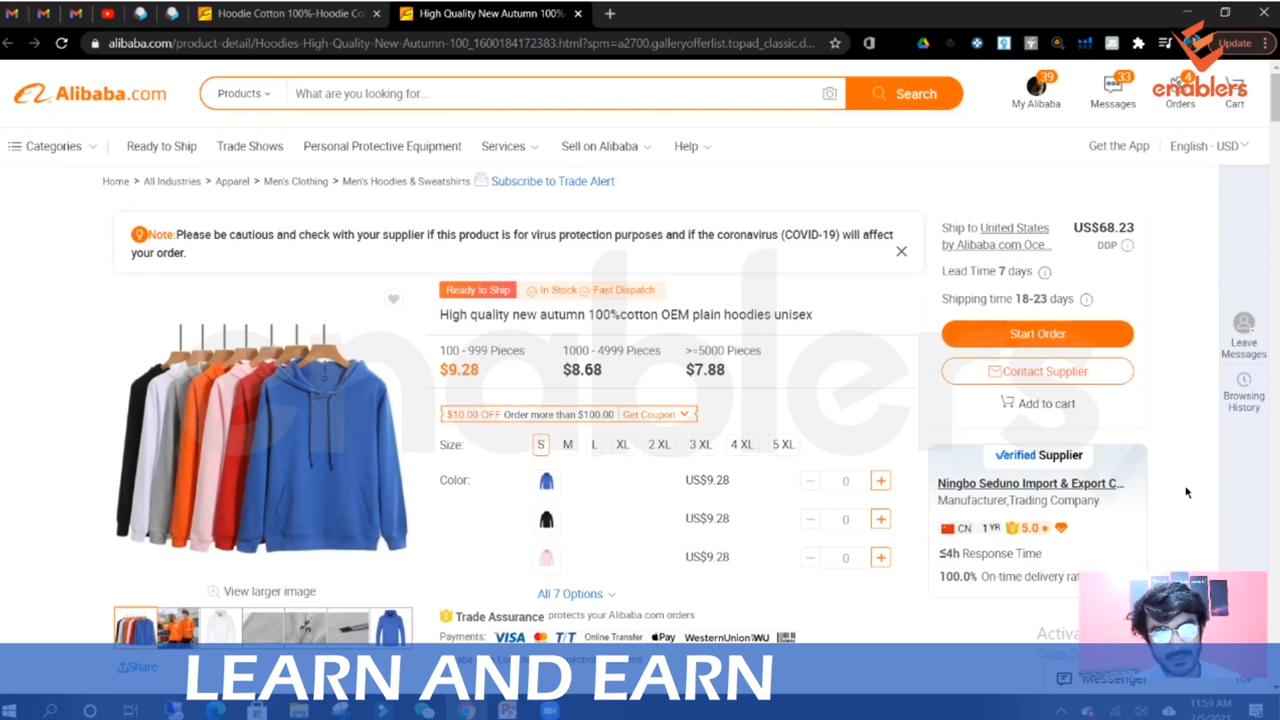 Hoodie Cotton 100%-Hoodie Co
High Quality New Autumn 100%
alibaba.com/product-detail/Hoodies-High-Quality-New-Autumn-100_1600184172383.html?spm=a2700.galleryofferlist.topad_classic.d...
Update
enablers
Alibaba.com
Products
What are you looking for...
Search
39
My Alibaba
33
Messages
4
Orders
Cart
Categories
Ready to Ship
Trade Shows
Personal Protective Equipment
Services
Sell on Alibaba
Help
Get the App
English - USD
Home > All Industries > Apparel > Men's Clothing > Men's Hoodies & Sweatshirts
Subscribe to Trade Alert
Note:Please be cautious and check with your supplier if this product is for virus protection purposes and if the coronavirus (COVID-19) will affect
your order.
Ready to Ship
In Stock
Fast Dispatch
High quality new autumn 100%cotton OEM plain hoodies unisex
100 - 999 Pieces
1000 - 4999 Pieces
>=5000 Pieces
$9.28
$8.68
$7.88
$10.00 OFF Order more than $100.00
Get Coupon
Size:
S
M
L
XL
2 XL
3 XL
4 XL
5 XL
Color:
US$9.28
0
US$9.28
0
US$9.28
0
All 7 Options
View larger image
Share
Trade Assurance protects your Alibaba.com orders
Payments: VISA T/T Online Transfer Pay WesternUnion WU
Ship to United States
US$68.23
by Alibaba.com Oce...
DDP
Lead Time 7 days
Shipping time 18-23 days
Start Order
Contact Supplier
Add to cart
Verified Supplier
Ningbo Seduno Import & Export C...
Manufacturer,Trading Company
CN 1 YR 5.0
≤4h Response Time
100.0% On-time delivery rat
Leave
Messages
Browsing
History
enablers
Activa
Messenger
TOP
LEARN AND EARN
11:59 AM
2/5/2021